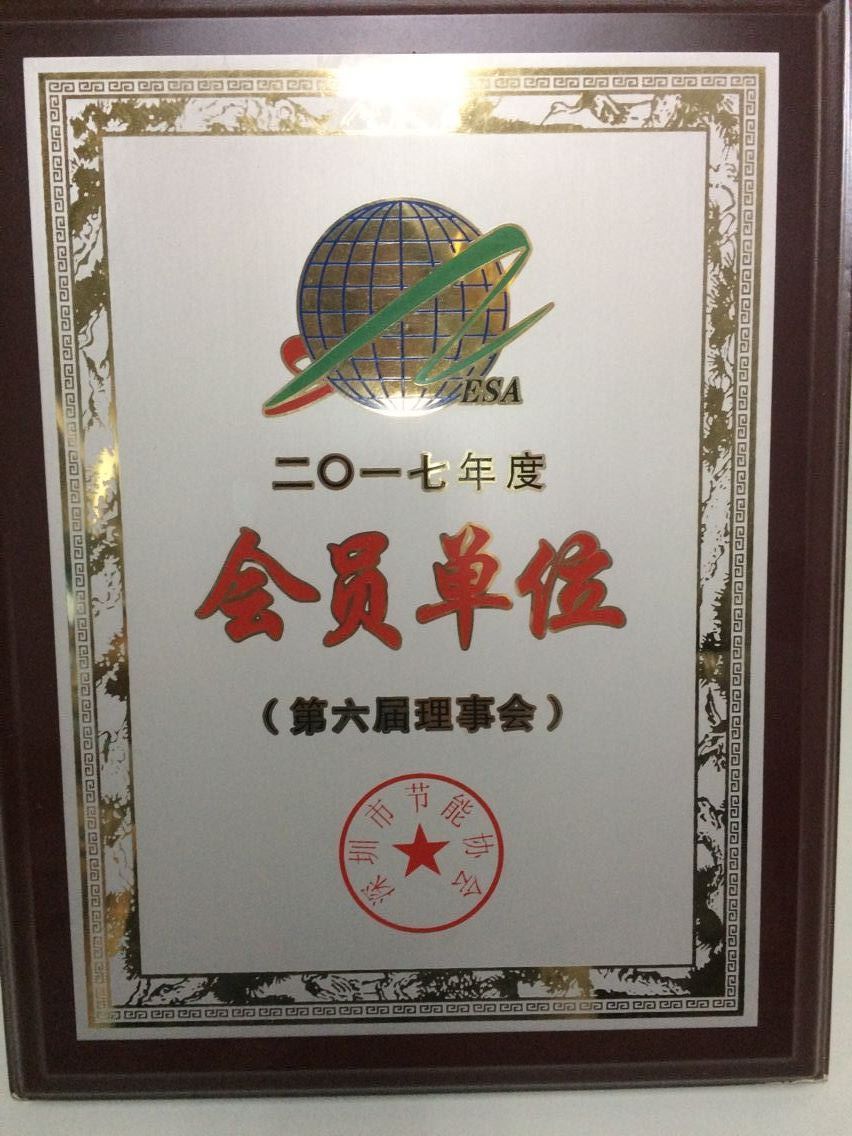 ESA
二〇一七年度
会员单位
（第六届理事会）
深圳市节能协会